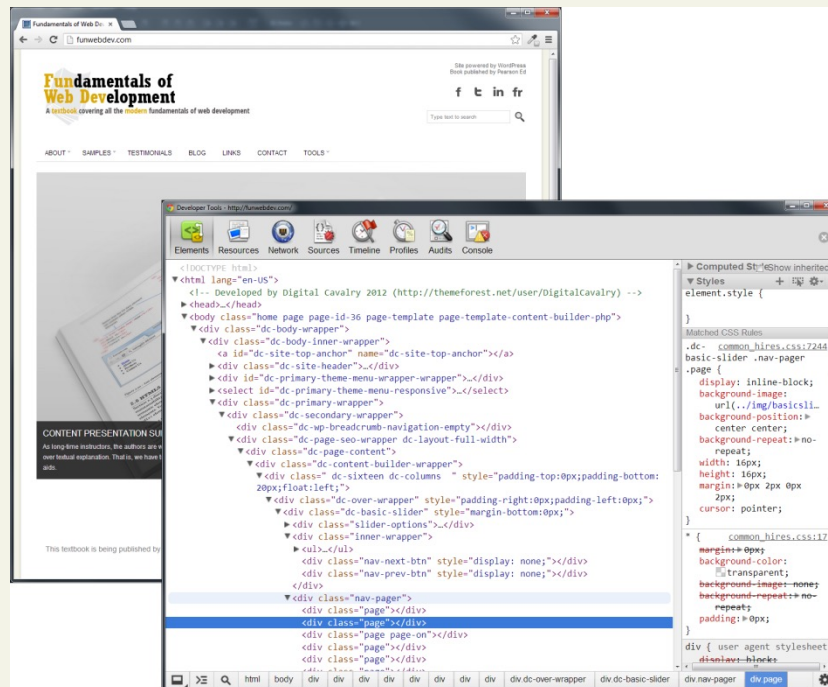 Fundamentals of Web De
funwebdev.com
Site powered by WordPress
Book published by Pearson Ed
Fundamentals of
Web Development
A textbook covering all the modern fundamentals of web development
Type text to search
ABOUT SAMPLES TESTIMONIALS BLOG LINKS CONTACT TOOLS
CONTENT PRESENTATION SU
As long-time instructors, the authors are w
over textual explanation. That is, we have t
aids.
This textbook is being published by
Developer Tools - http://funwebdev.com/
Elements Resources Network Sources Timeline Profiles Audits Console
<!DOCTYPE html>
▼<html lang="en-US">
<!-- Developed by Digital Cavalry 2012 (http://themeforest.net/user/DigitalCavalry) -->
▶<head>…</head>
▼<body class="home page page-id-36 page-template page-template-content-builder-php">
▼<div class="dc-body-wrapper">
▼<div class="dc-body-inner-wrapper">
<a id="dc-site-top-anchor" name="dc-site-top-anchor"></a>
▶<div class="dc-site-header">…</div>
▶<div id="dc-primary-theme-menu-wrapper-wrapper">…</div>
▶<select id="dc-primary-theme-menu-responsive">…</select>
▼<div class="dc-primary-wrapper">
▼<div class="dc-secondary-wrapper">
<div class="dc-wp-breadcrumb-navigation-empty"></div>
▼<div class="dc-page-seo-wrapper dc-layout-full-width">
▼<div class="dc-page-content">
▼<div class="dc-content-builder-wrapper">
▼<div class=" dc-sixteen dc-columns " style="padding-top:0px;padding-bottom:
20px;float:left;">
▼<div class="dc-over-wrapper" style="padding-right:0px;padding-left:0px;">
▼<div class="dc-basic-slider" style="margin-bottom:0px;">
▶<div class="slider-options">…</div>
▼<div class="inner-wrapper">
▶<ul>…</ul>
<div class="nav-next-btn" style="display: none;"></div>
<div class="nav-prev-btn" style="display: none;"></div>
</div>
▼<div class="nav-pager">
<div class="page"></div>
<div class="page"></div>
<div class="page page-on"></div>
<div class="page"></div>
<div class="page"></div>
html body div div div div div div div div div.dc-over-wrapper div.dc-basic-slider div.nav-pager div.page
▶ Computed Style Show inherited
▼ Styles
element.style {
}
Matched CSS Rules
.dc- common_hires.css:7244
basic-slider .nav-pager
.page {
display: inline-block;
background-image:
url(../img/basicsli…
background-position:▶
center center;
background-repeat:▶no-
repeat;
width: 16px;
height: 16px;
margin:▶0px 2px 0px
2px;
cursor: pointer;
}
* { common_hires.css:17
margin:▶0px;
background-color:
transparent;
background-image: none;
background-repeat:▶no-
repeat;
padding:▶0px;
}
div { user agent stylesheet
display: block;